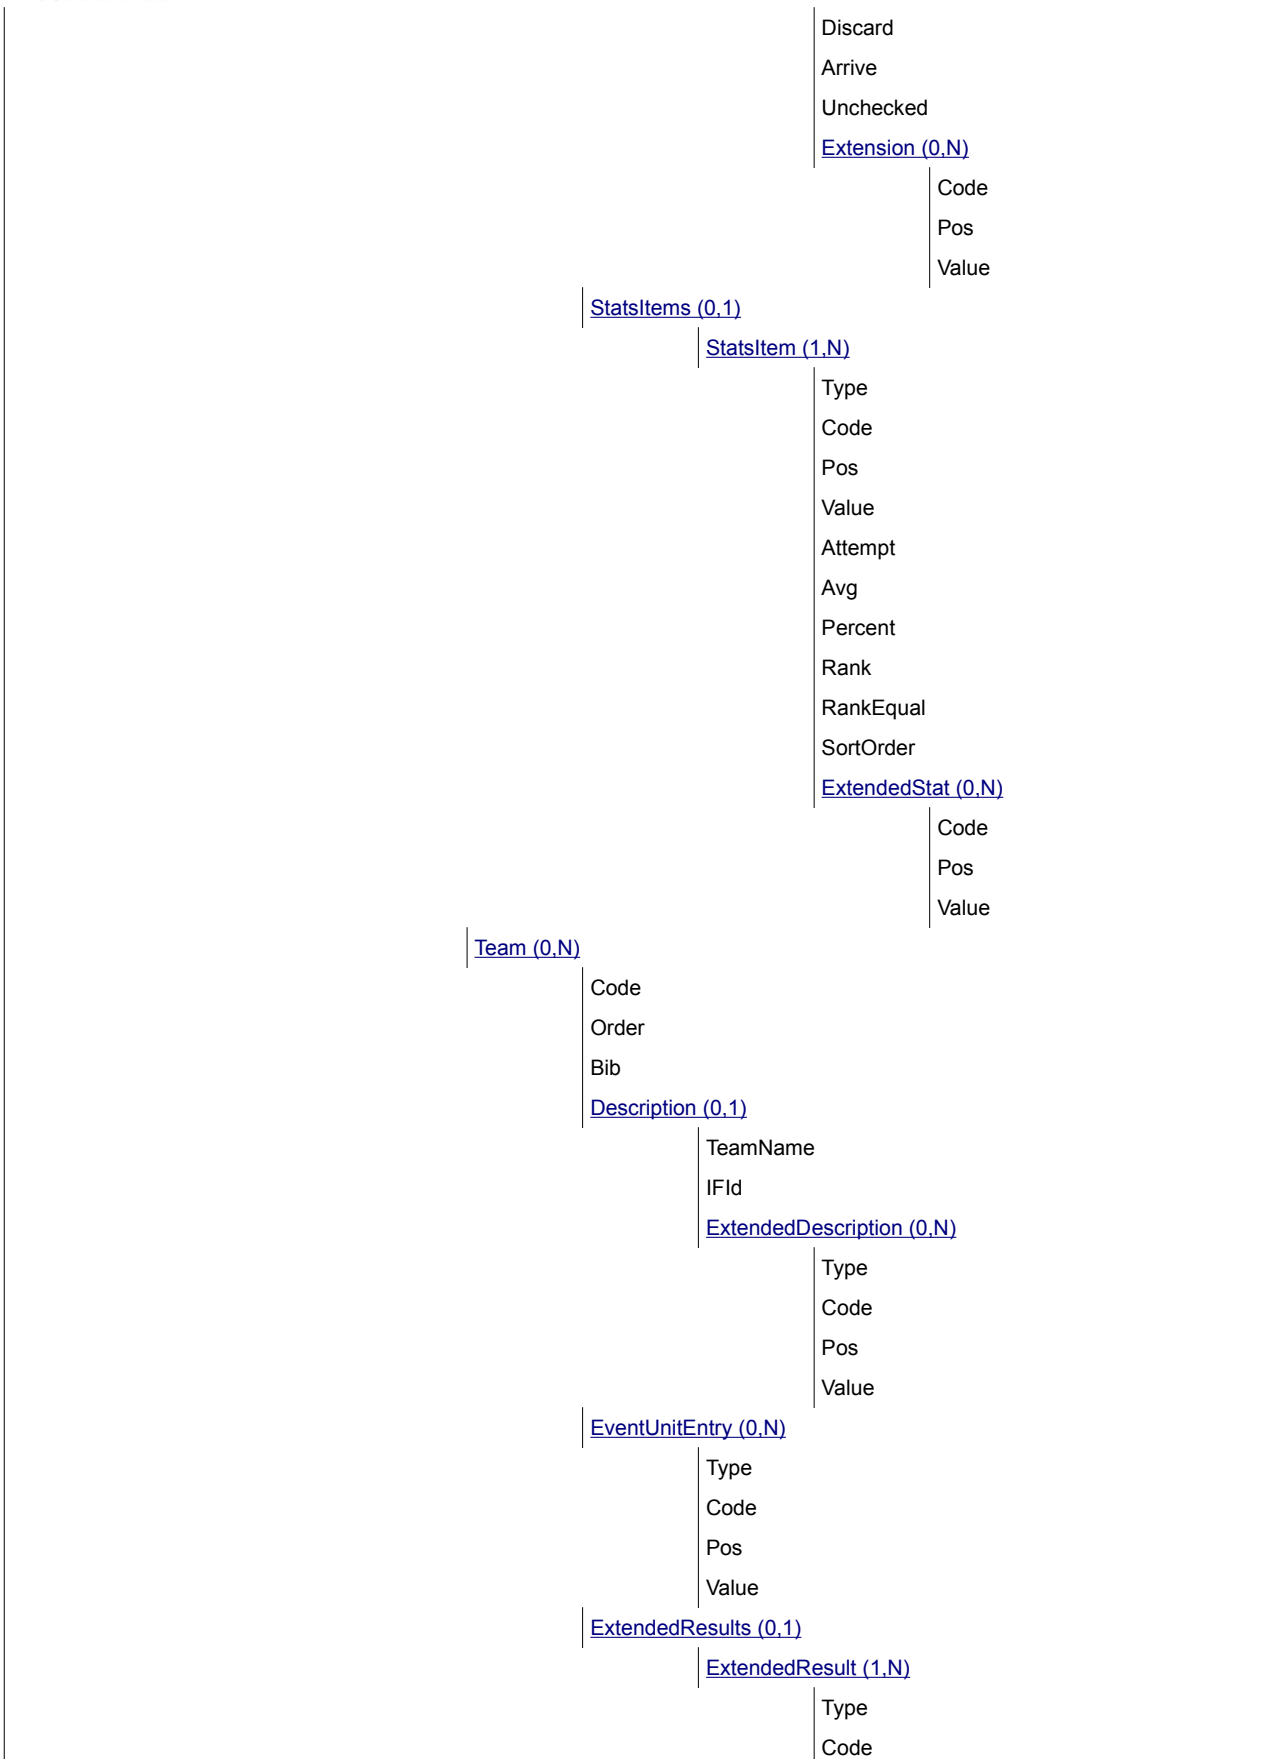 Discard
Arrive
Unchecked
Extension (0,N)
Code
Pos
Value
StatsItems (0,1)
StatsItem (1,N)
Type
Code
Pos
Value
Attempt
Avg
Percent
Rank
RankEqual
SortOrder
ExtendedStat (0,N)
Code
Pos
Value
Team (0,N)
Code
Order
Bib
Description (0,1)
TeamName
IFId
ExtendedDescription (0,N)
Type
Code
Pos
Value
EventUnitEntry (0,N)
Type
Code
Pos
Value
ExtendedResults (0,1)
ExtendedResult (1,N)
Type
Code